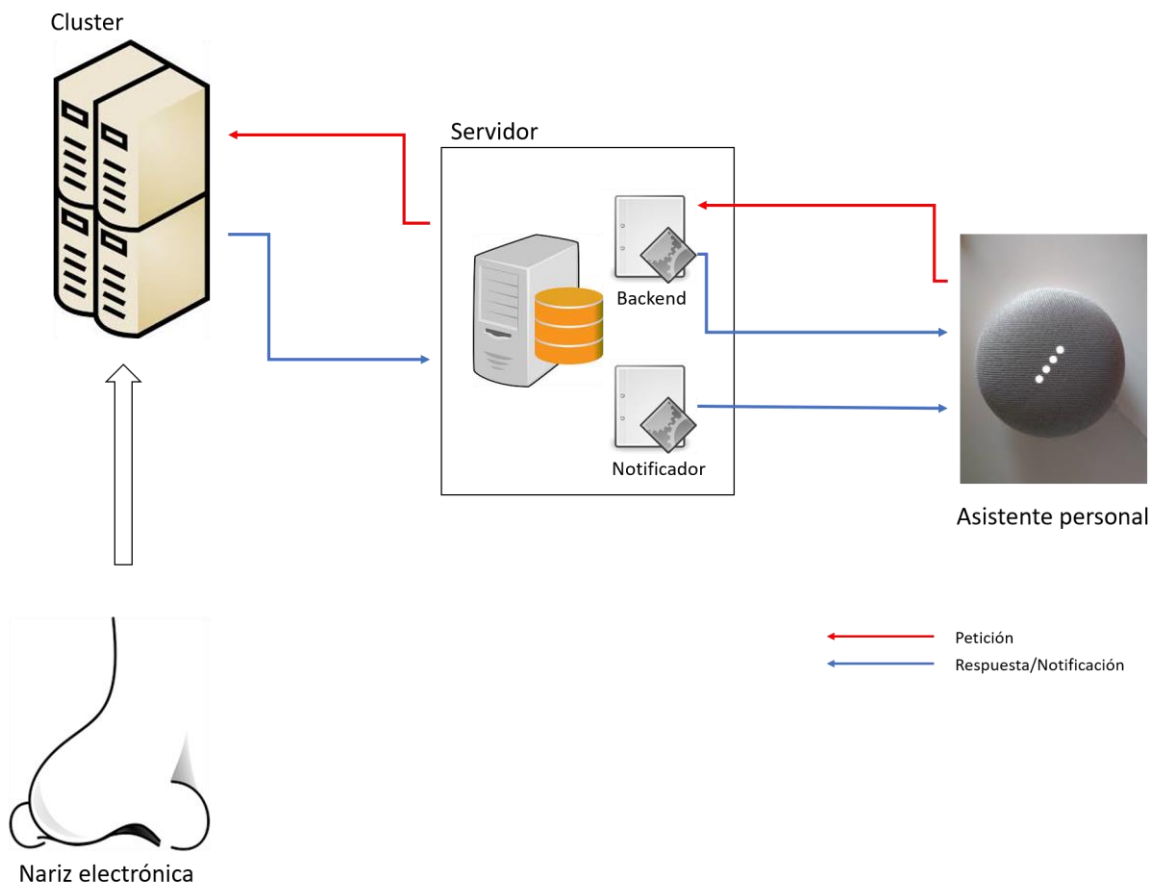 Cluster
Servidor
Backend
Notificador
Asistente personal
Petición
Respuesta/Notificación
Nariz electrónica